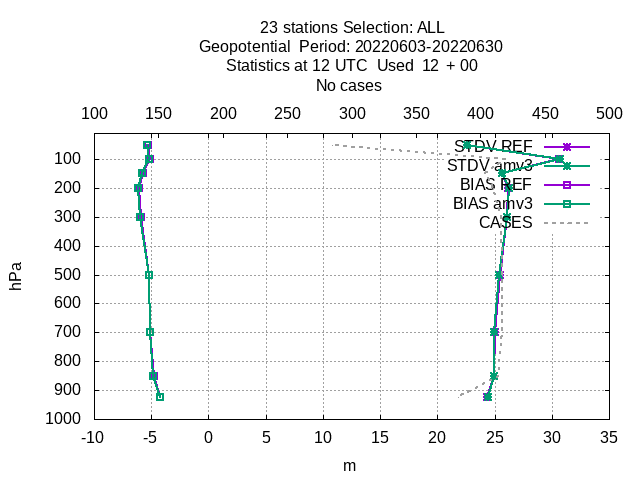 23 stations Selection: ALL
Geopotential Period: 20220603-20220630
Statistics at 12 UTC Used 12 + 00
No cases
100 150 200 250 300 350 400 450 500
STDV REF
STDV amv3
BIAS REF
BIAS amv3
CASES
100
200
300
400
500
600
700
800
900
1000
hPa
-10 -5 0 5 10 15 20 25 30 35
m